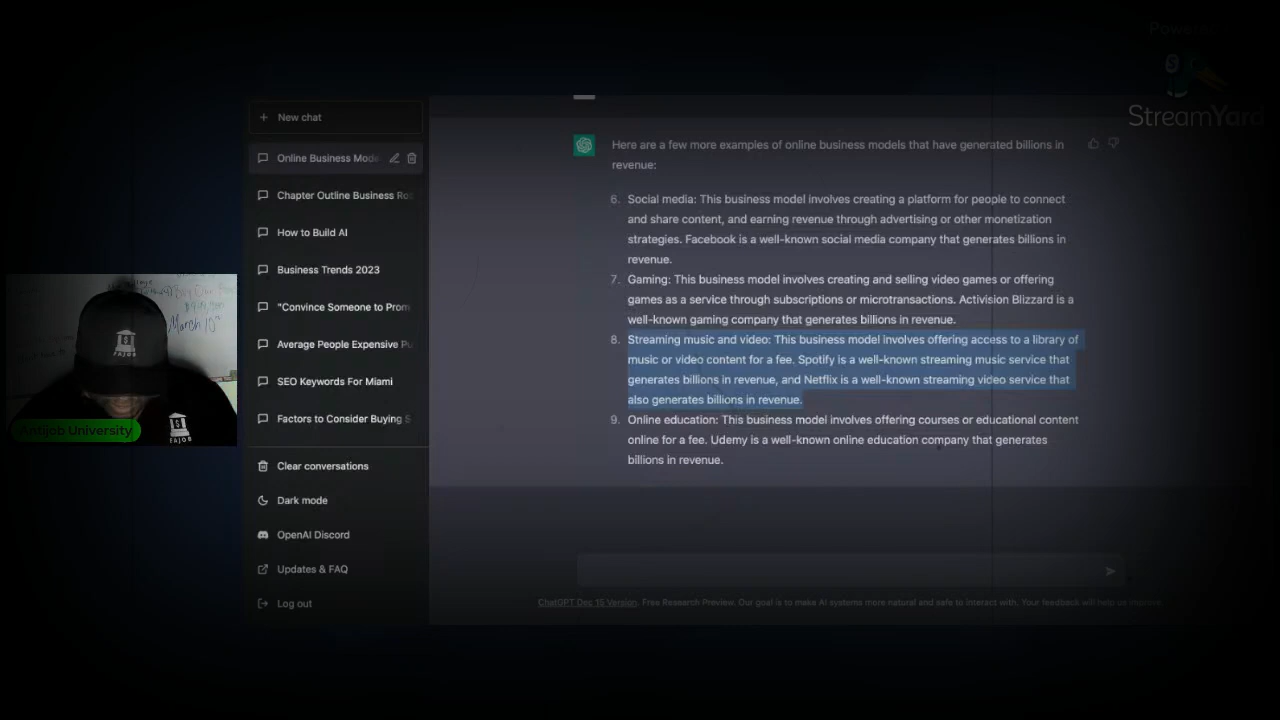 StreamYard
New chat
Online Business Mode
Chapter Outline Business Ro
How to Build AI
Business Trends 2023
"Convince Someone to Prom
Average People Expensive Pu
SEO Keywords For Miami
Factors to Consider Buying S
Clear conversations
Dark mode
OpenAI Discord
Updates & FAQ
Log out
Here are a few more examples of online business models that have generated billions in
revenue:
6. Social media: This business model involves creating a platform for people to connect
and share content, and earning revenue through advertising or other monetization
strategies. Facebook is a well-known social media company that generates billions in
revenue.
7. Gaming: This business model involves creating and selling video games or offering
games as a service through subscriptions or microtransactions. Activision Blizzard is a
well-known gaming company that generates billions in revenue.
8. Streaming music and video: This business model involves offering access to a library of
music or video content for a fee. Spotify is a well-known streaming music service that
generates billions in revenue, and Netflix is a well-known streaming video service that
also generates billions in revenue.
9. Online education: This business model involves offering courses or educational content
online for a fee. Udemy is a well-known online education company that generates
billions in revenue.
ChatGPT Dec 15 Version. Free Research Preview. Our goal is to make AI systems more natural and safe to interact with. Your feedback will help us improve.
March 10th
FAJOB
FAJOB
Antijob University